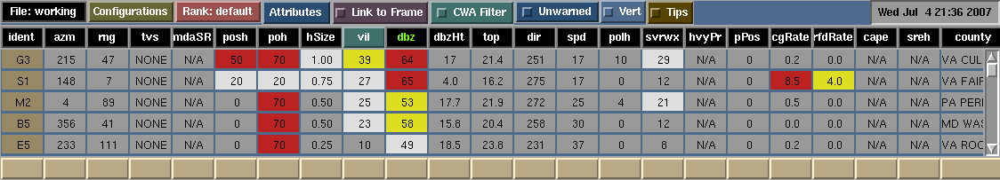 File: working Configurations Rank: default Attributes Link to Frame CWA Filter Unwarned Vert Tips Wed Jul 4 21:36 2007
ident azm rng tvs mdaSR posh poh hSize vil dbz dbzHt top dir spd polh svrwx hvyPr pPos cgRate rfdRate cape sreh county
G3 215 47 NONE N/A 50 70 1.00 39 64 17 21.4 251 17 10 29 N/A N/A 0.2 0.0 N/A N/A VA CUL
S1 148 7 NONE N/A 20 20 0.75 27 65 4.0 16.2 275 17 0 12 N/A N/A 8.5 4.0 N/A N/A VA FAIF
M2 4 89 NONE N/A 0 70 0.50 25 53 17.7 21.9 272 25 4 21 N/A N/A 0.5 0.0 N/A N/A PA PERI
B5 356 41 NONE N/A 0 70 0.50 23 58 15.8 20.4 258 30 0 12 N/A N/A 0.2 0.0 N/A N/A MD WAS
E5 233 111 NONE N/A 0 70 0.25 10 49 18.5 23.8 231 37 0 8 N/A N/A 0.2 0.0 N/A N/A VA ROC